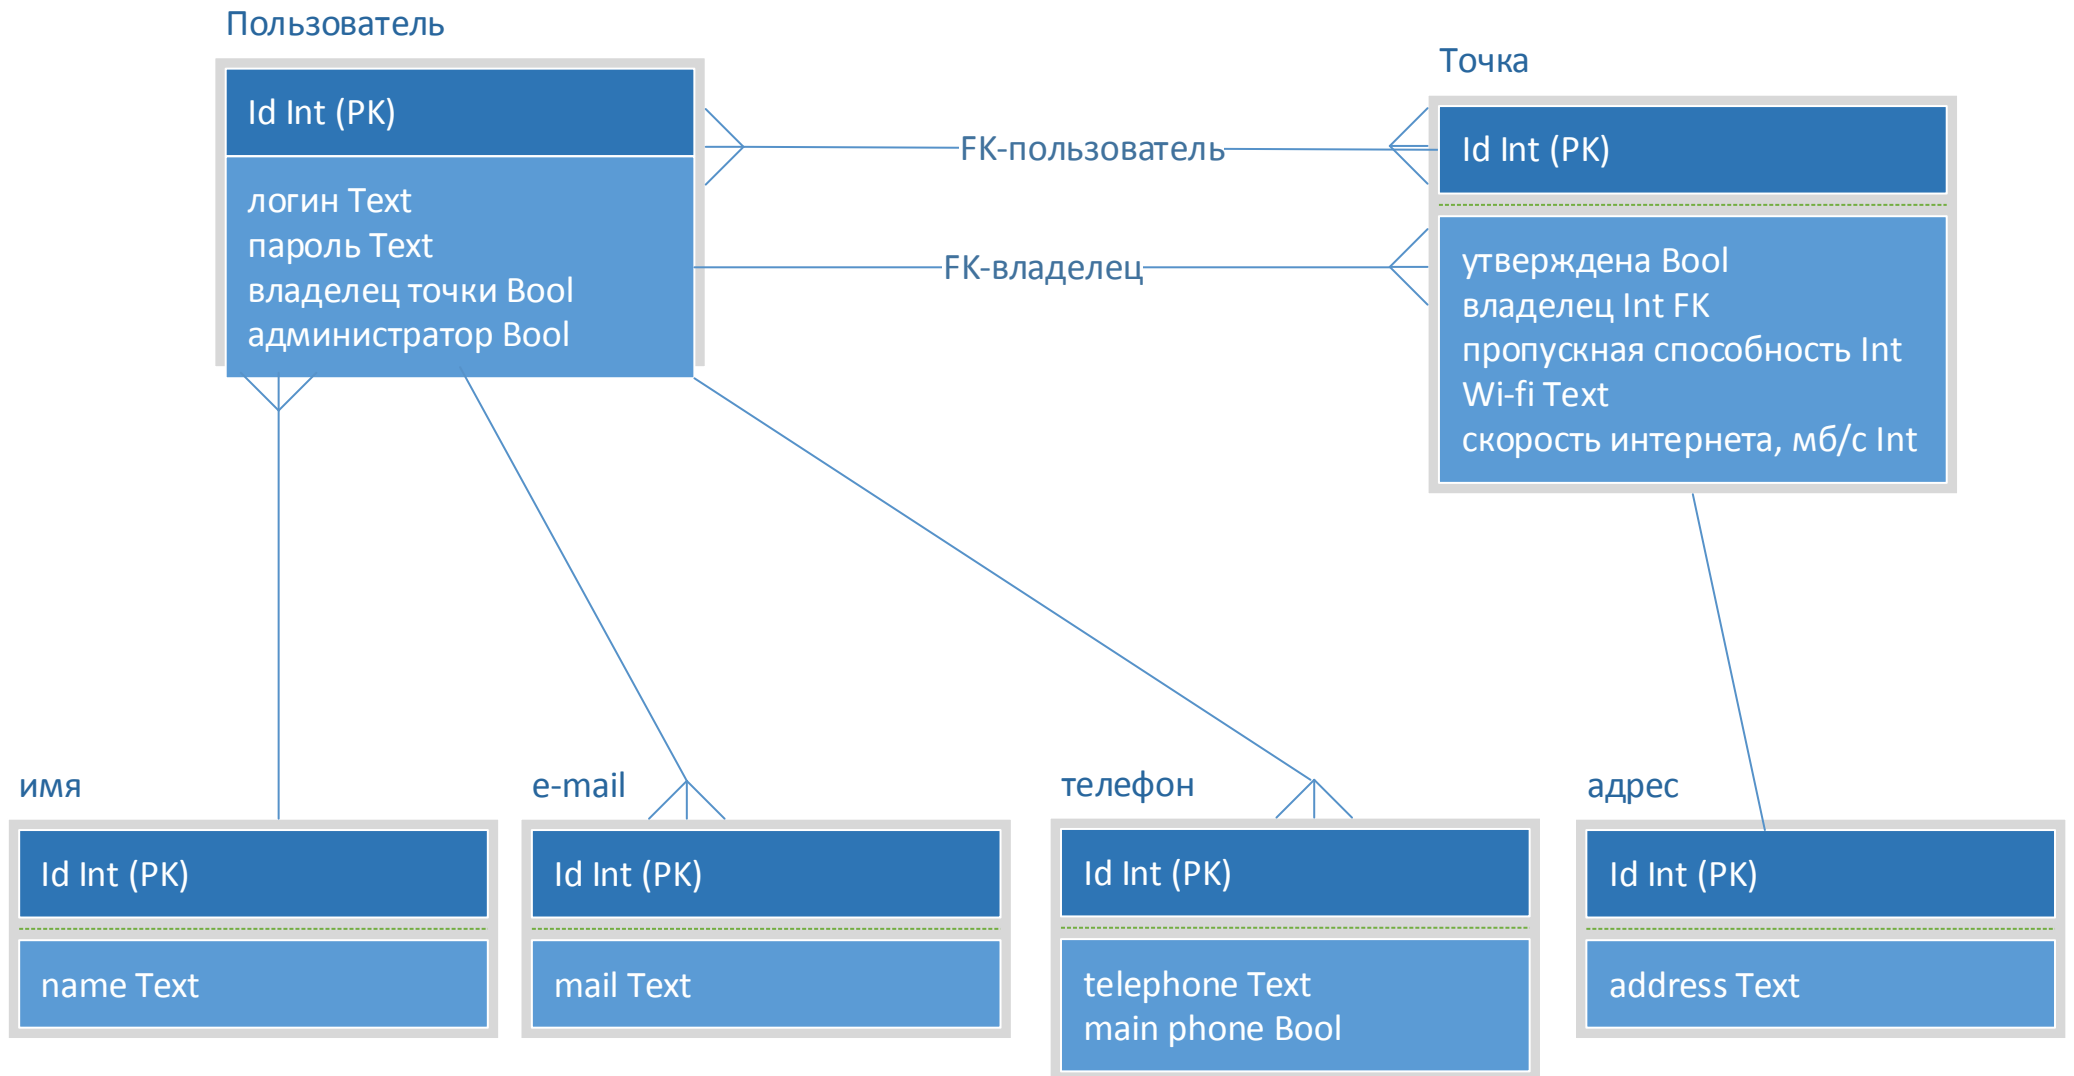 Пользователь
Id Int (PK)
логин Text
пароль Text
владелец точки Bool
администратор Bool
FK-пользователь
FK-владелец
Точка
Id Int (PK)
утверждена Bool
владелец Int FK
пропускная способность Int
Wi-fi Text
скорость интернета, мб/с Int
имя
Id Int (PK)
name Text
e-mail
Id Int (PK)
mail Text
телефон
Id Int (PK)
telephone Text
main phone Bool
адрес
Id Int (PK)
address Text